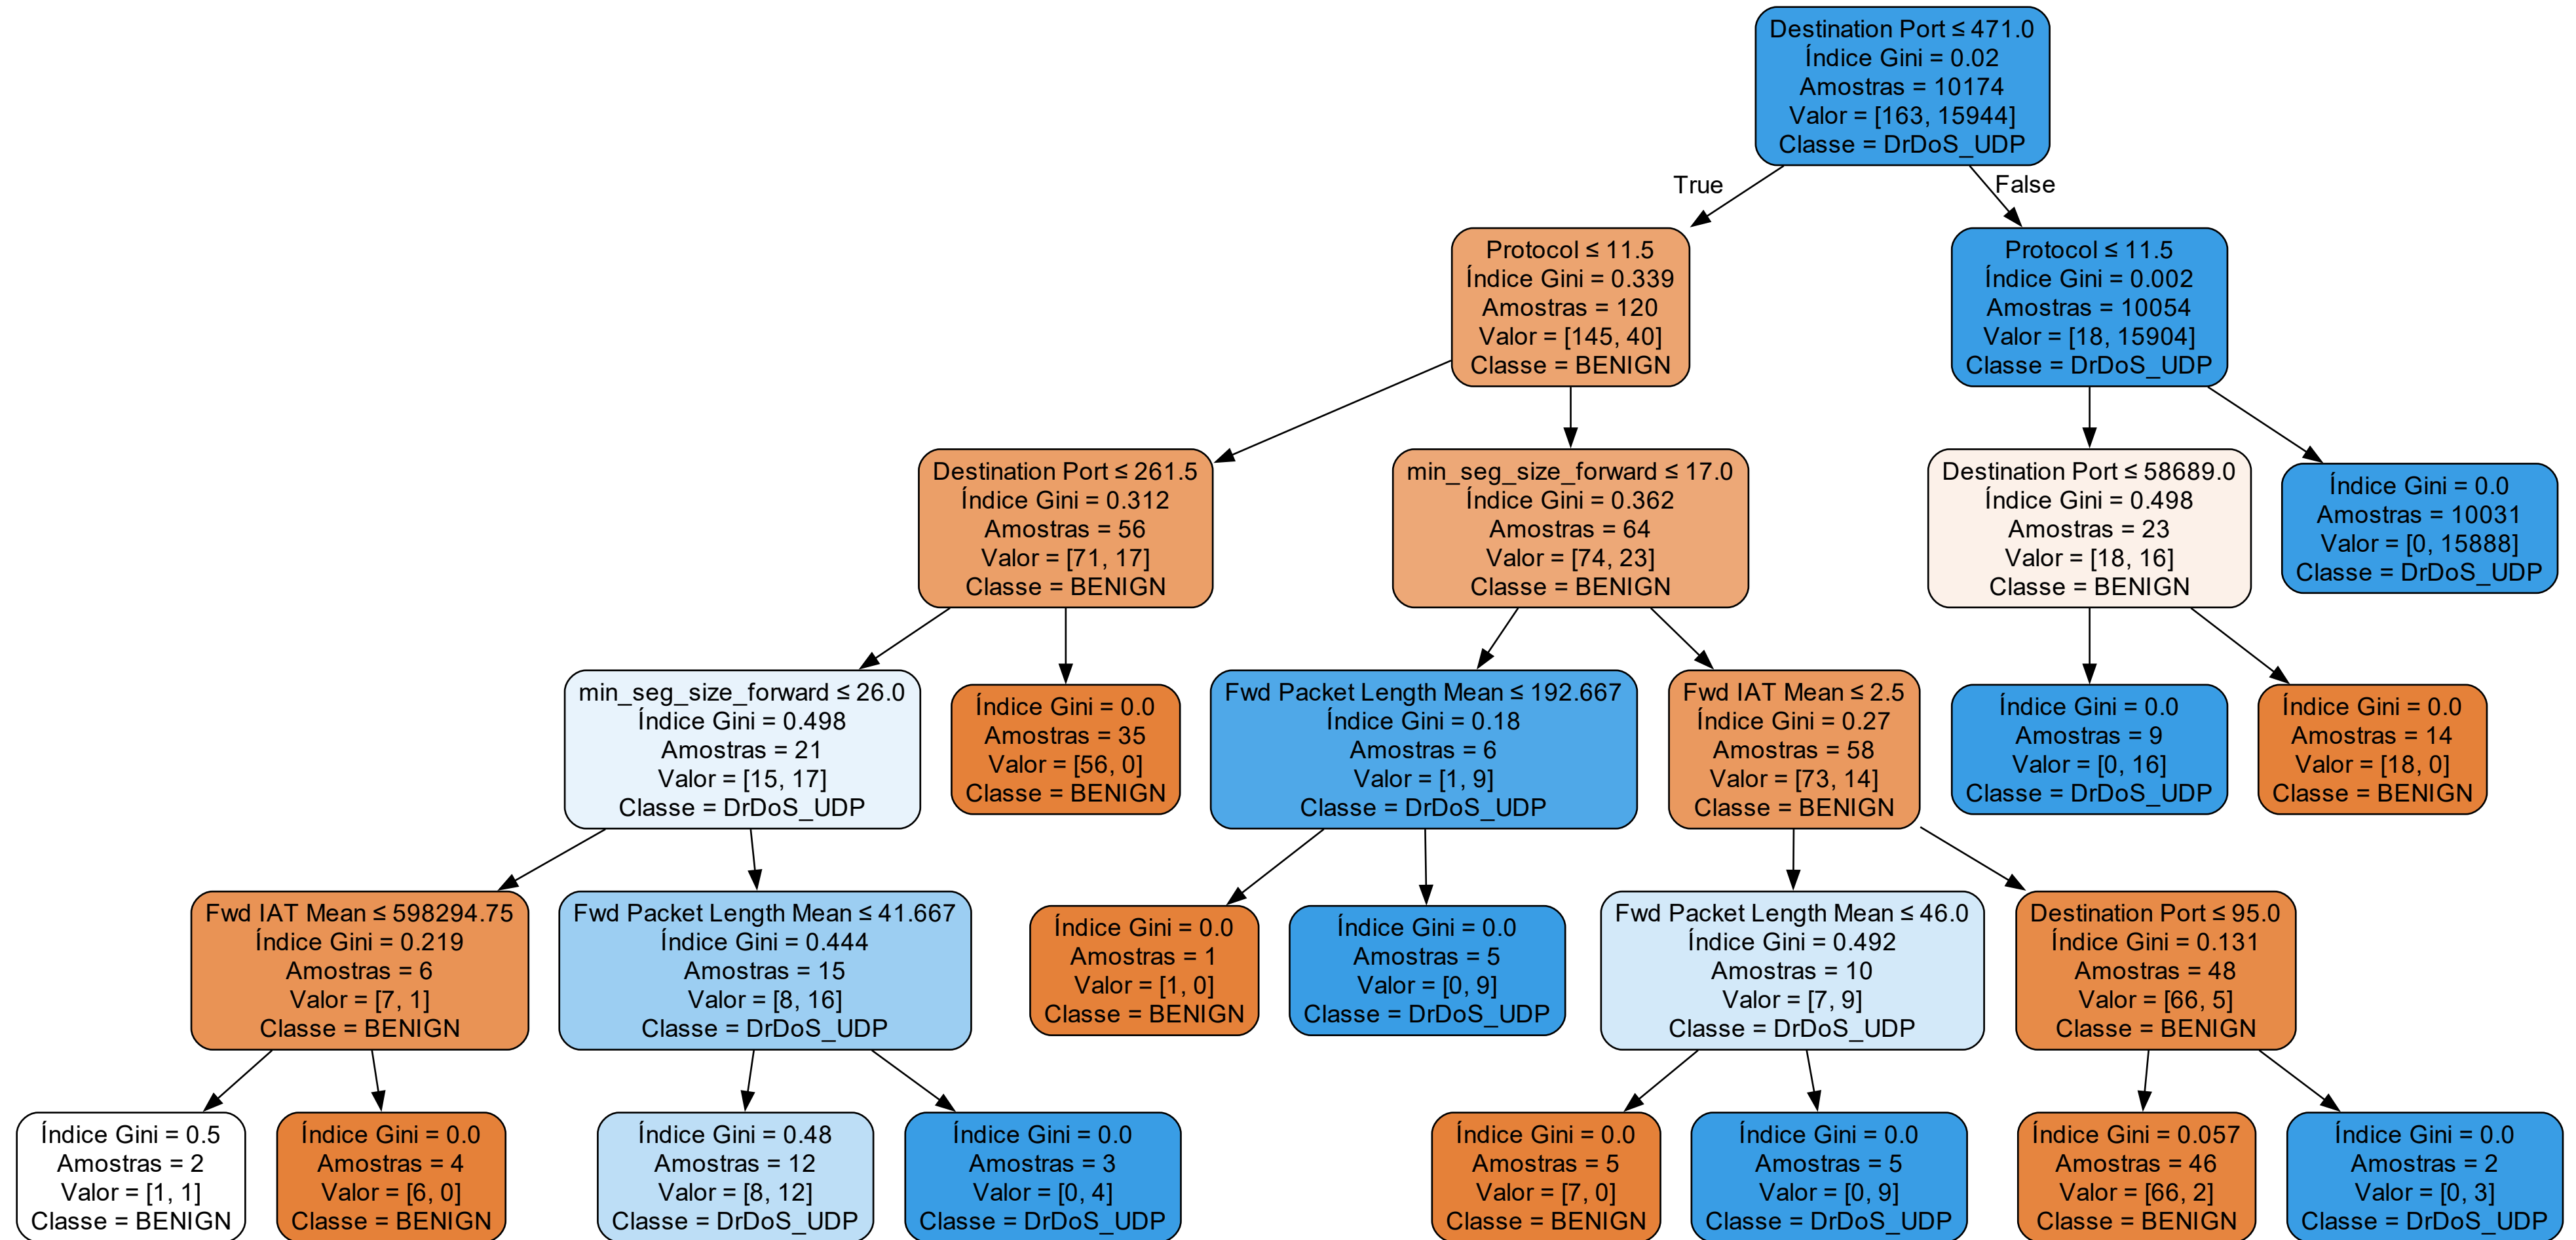 Destination Port ≤ 471.0
Índice Gini = 0.02
Amostras = 10174
Valor = [163, 15944]
Classe = DrDoS_UDP
True
False
Protocol ≤ 11.5
Índice Gini = 0.339
Amostras = 120
Valor = [145, 40]
Classe = BENIGN
Protocol ≤ 11.5
Índice Gini = 0.002
Amostras = 10054
Valor = [18, 15904]
Classe = DrDoS_UDP
Destination Port ≤ 261.5
Índice Gini = 0.312
Amostras = 56
Valor = [71, 17]
Classe = BENIGN
min_seg_size_forward ≤ 17.0
Índice Gini = 0.362
Amostras = 64
Valor = [74, 23]
Classe = BENIGN
Destination Port ≤ 58689.0
Índice Gini = 0.498
Amostras = 23
Valor = [18, 16]
Classe = BENIGN
Índice Gini = 0.0
Amostras = 10031
Valor = [0, 15888]
Classe = DrDoS_UDP
min_seg_size_forward ≤ 26.0
Índice Gini = 0.498
Amostras = 21
Valor = [15, 17]
Classe = DrDoS_UDP
Índice Gini = 0.0
Amostras = 35
Valor = [56, 0]
Classe = BENIGN
Fwd Packet Length Mean ≤ 192.667
Índice Gini = 0.18
Amostras = 6
Valor = [1, 9]
Classe = DrDoS_UDP
Fwd IAT Mean ≤ 2.5
Índice Gini = 0.27
Amostras = 58
Valor = [73, 14]
Classe = BENIGN
Índice Gini = 0.0
Amostras = 9
Valor = [0, 16]
Classe = DrDoS_UDP
Índice Gini = 0.0
Amostras = 14
Valor = [18, 0]
Classe = BENIGN
Fwd IAT Mean ≤ 598294.75
Índice Gini = 0.219
Amostras = 6
Valor = [7, 1]
Classe = BENIGN
Fwd Packet Length Mean ≤ 41.667
Índice Gini = 0.444
Amostras = 15
Valor = [8, 16]
Classe = DrDoS_UDP
Índice Gini = 0.0
Amostras = 1
Valor = [1, 0]
Classe = BENIGN
Índice Gini = 0.0
Amostras = 5
Valor = [0, 9]
Classe = DrDoS_UDP
Fwd Packet Length Mean ≤ 46.0
Índice Gini = 0.492
Amostras = 10
Valor = [7, 9]
Classe = DrDoS_UDP
Destination Port ≤ 95.0
Índice Gini = 0.131
Amostras = 48
Valor = [66, 5]
Classe = BENIGN
Índice Gini = 0.5
Amostras = 2
Valor = [1, 1]
Classe = BENIGN
Índice Gini = 0.0
Amostras = 4
Valor = [6, 0]
Classe = BENIGN
Índice Gini = 0.48
Amostras = 12
Valor = [8, 12]
Classe = DrDoS_UDP
Índice Gini = 0.0
Amostras = 3
Valor = [0, 4]
Classe = DrDoS_UDP
Índice Gini = 0.0
Amostras = 5
Valor = [7, 0]
Classe = BENIGN
Índice Gini = 0.0
Amostras = 5
Valor = [0, 9]
Classe = DrDoS_UDP
Índice Gini = 0.057
Amostras = 46
Valor = [66, 2]
Classe = BENIGN
Índice Gini = 0.0
Amostras = 2
Valor = [0, 3]
Classe = DrDoS_UDP